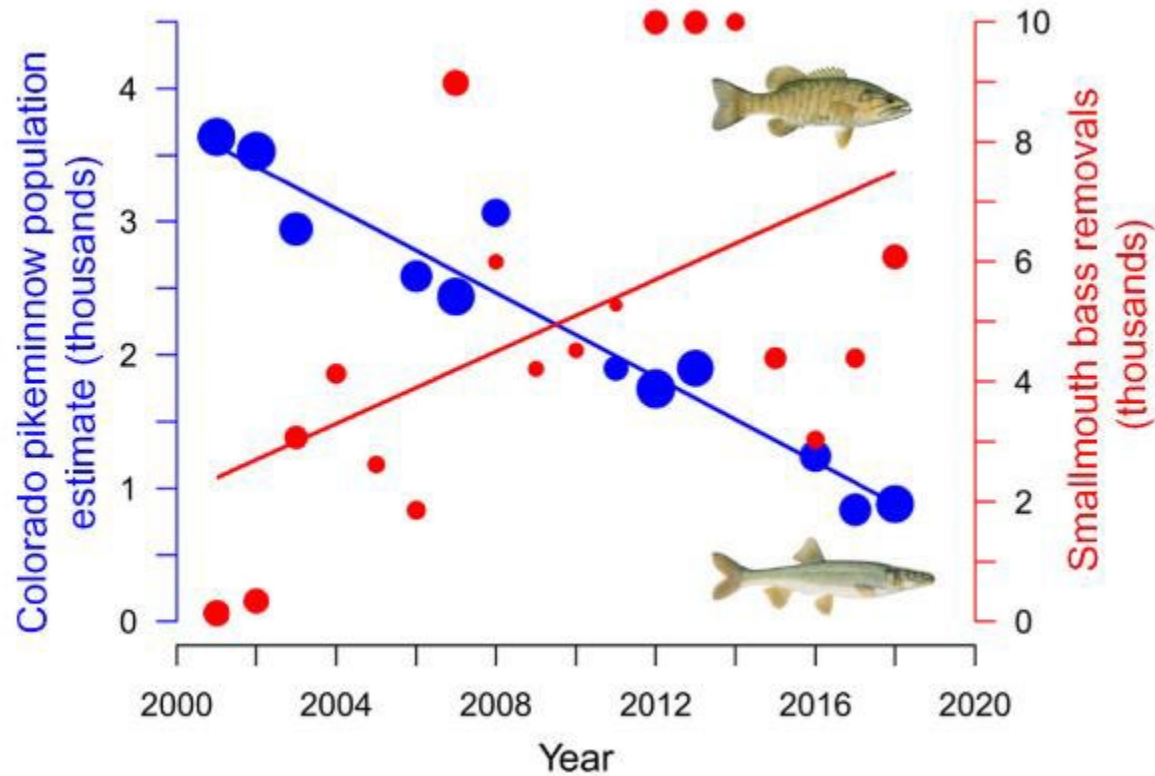 Colorado pikeminnow population
estimate (thousands)
4
3
2
1
0
10
8
6
4
2
0
Smallmouth bass removals
(thousands)
2000 2004 2008 2012 2016 2020
Year